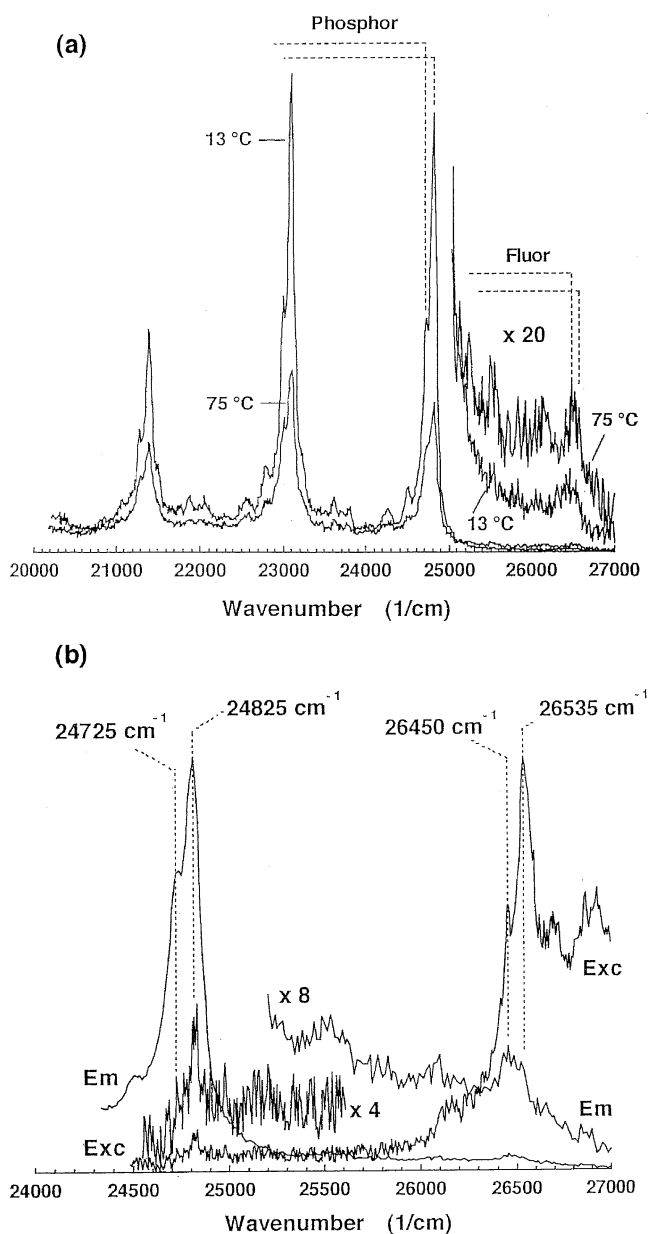 (a)
Phosphor
13 °C
Fluor
x 20
75 °C
75 °C
13 °C
20000 21000 22000 23000 24000 25000 26000 27000
Wavenumber (1/cm)
(b)
24725 cm⁻¹
24825 cm⁻¹
26450 cm⁻¹
26535 cm⁻¹
Exc
x 8
Em
Em
x 4
Exc
24000 24500 25000 25500 26000 26500 27000
Wavenumber (1/cm)